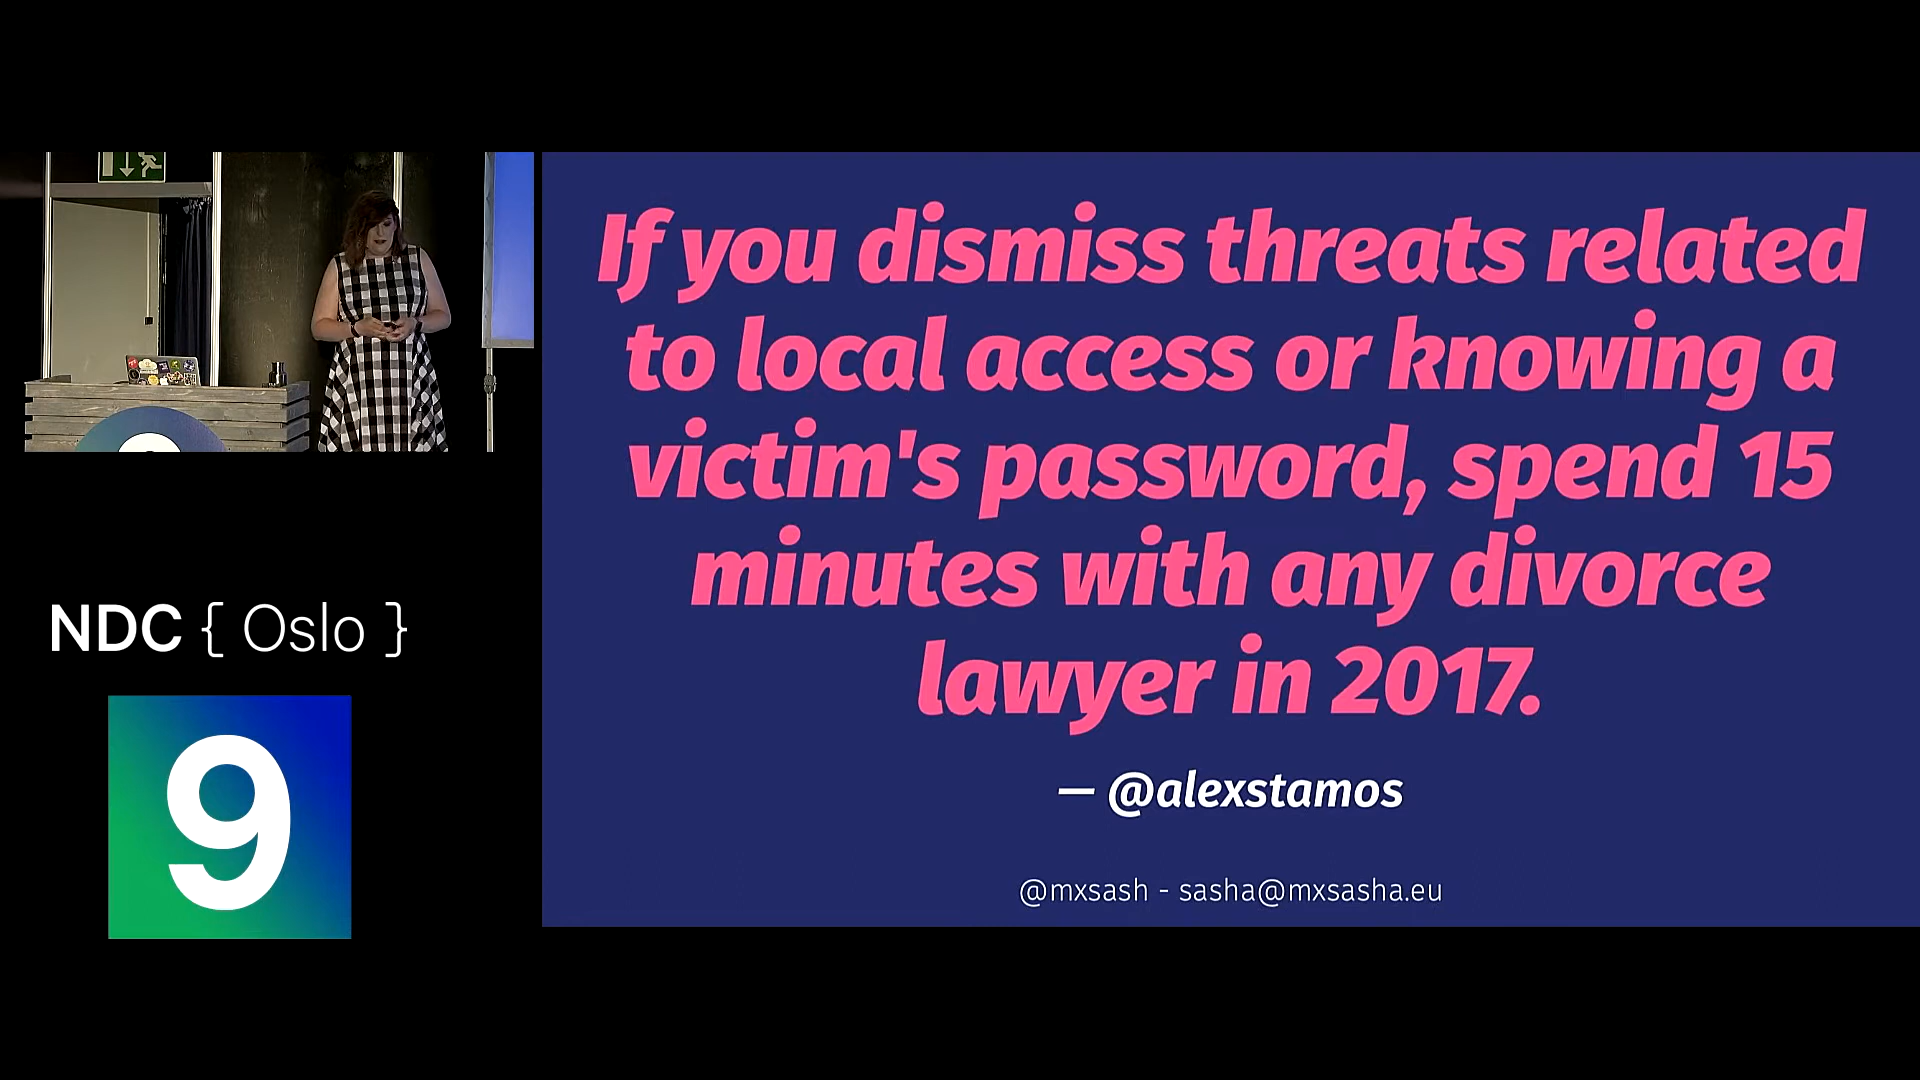 If you dismiss threats related
to local access or knowing a
victim's password, spend 15
minutes with any divorce
lawyer in 2017.
— @alexstamos
@mxsash - sasha@mxsasha.eu
NDC { Oslo }
9